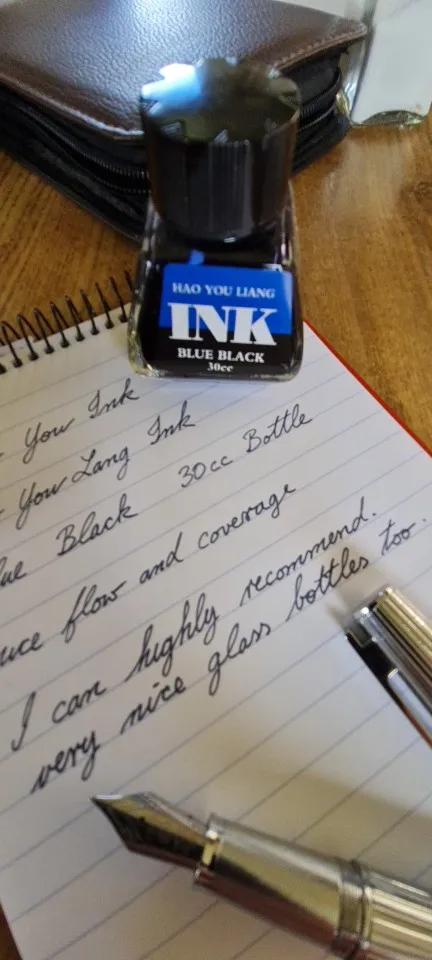 HAO YOU LIANG
INK
BLUE BLACK
30cc
You Ink
You Lang Ink
Black 30cc Bottle
flow and coverage
I can highly recommend.
very nice glass bottles too.